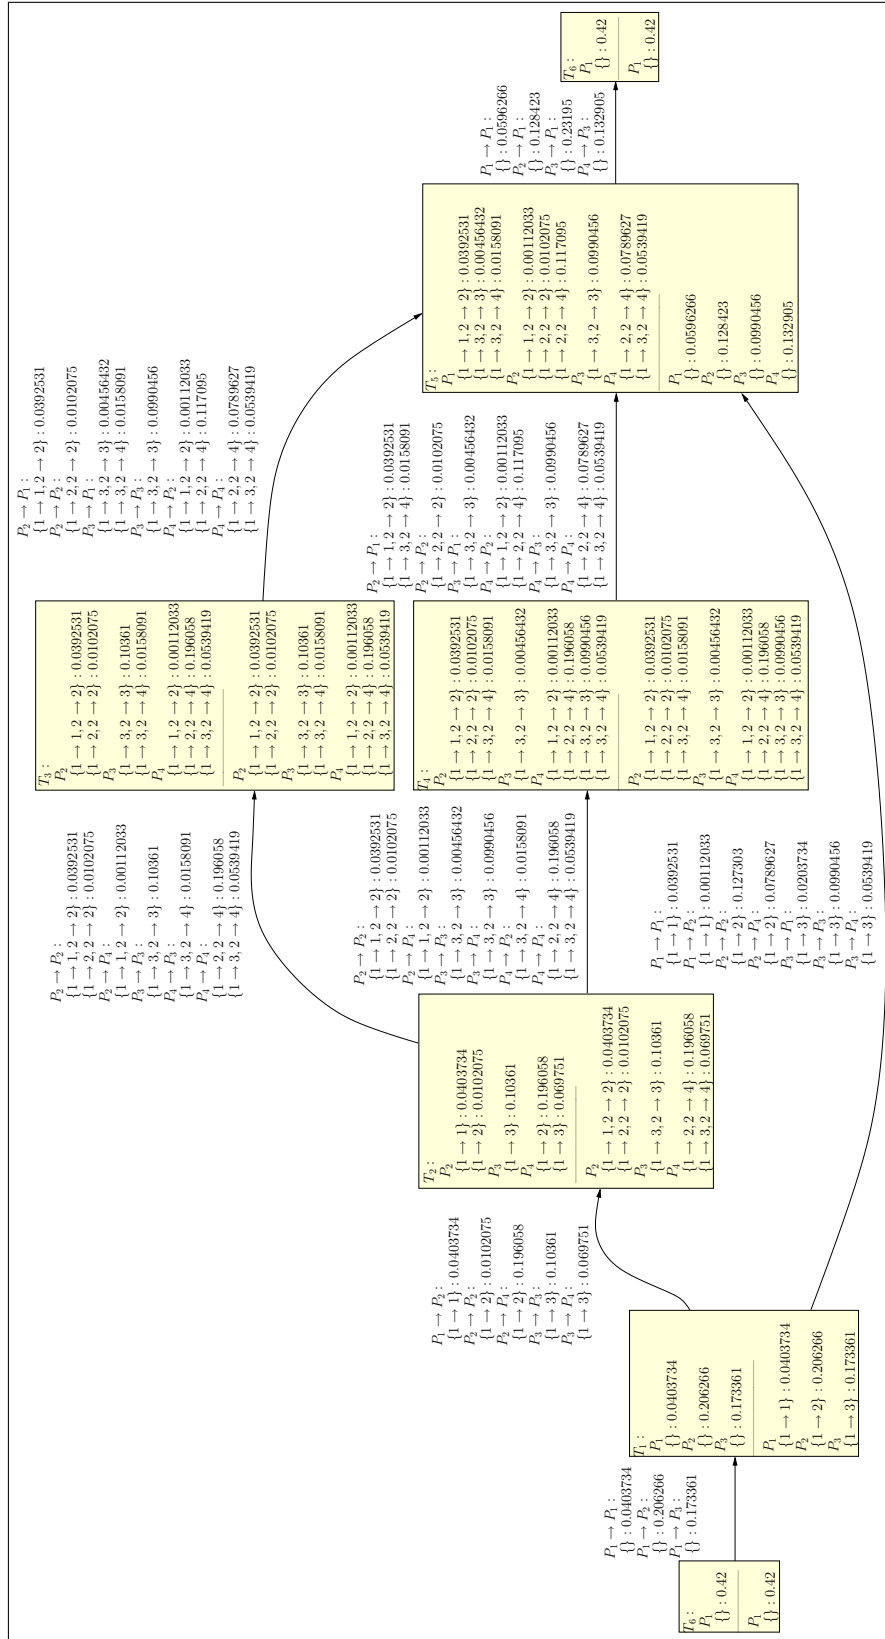 T₆ :
P₁
{} : 0.42
P₁
{} : 0.42
P₁ → P₁ :
{} : 0.0403734
P₁ → P₂ :
{} : 0.206266
P₁ → P₃ :
{} : 0.173361
T₁ :
P₁
{} : 0.0403734
P₂
{} : 0.206266
P₃
{} : 0.173361
P₁
{1 → 1} : 0.0403734
P₂
{1 → 2} : 0.206266
P₃
{1 → 3} : 0.173361
P₁ → P₂ :
{1 → 1} : 0.0403734
P₂ → P₂ :
{1 → 2} : 0.0102075
P₂ → P₄ :
{1 → 2} : 0.196058
P₃ → P₃ :
{1 → 3} : 0.10361
P₃ → P₄ :
{1 → 3} : 0.069751
T₂ :
P₂
{1 → 1} : 0.0403734
{1 → 2} : 0.0102075
P₃
{1 → 3} : 0.10361
P₄
{1 → 2} : 0.196058
{1 → 3} : 0.069751
P₂
{1 → 1, 2 → 2} : 0.0403734
{1 → 2, 2 → 2} : 0.0102075
P₃
{1 → 3, 2 → 3} : 0.10361
P₄
{1 → 2, 2 → 4} : 0.196058
{1 → 3, 2 → 4} : 0.069751
P₂ → P₂ :
{1 → 1, 2 → 2} : 0.0392531
{1 → 2, 2 → 2} : 0.0102075
P₂ → P₄ :
{1 → 1, 2 → 2} : 0.00112033
P₃ → P₃ :
{1 → 3, 2 → 3} : 0.10361
P₄ → P₃ :
{1 → 3, 2 → 4} : 0.0158091
P₄ → P₄ :
{1 → 2, 2 → 4} : 0.196058
{1 → 3, 2 → 4} : 0.0539419
P₂ → P₂ :
{1 → 1, 2 → 2} : 0.0392531
{1 → 2, 2 → 2} : 0.0102075
P₂ → P₄ :
{1 → 1, 2 → 2} : 0.00112033
P₃ → P₃ :
{1 → 3, 2 → 3} : 0.00456432
P₃ → P₄ :
{1 → 3, 2 → 3} : 0.0990456
P₄ → P₂ :
{1 → 3, 2 → 4} : 0.0158091
P₄ → P₄ :
{1 → 2, 2 → 4} : 0.196058
{1 → 3, 2 → 4} : 0.0539419
P₁ → P₁ :
{1 → 1} : 0.0392531
P₁ → P₂ :
{1 → 1} : 0.00112033
P₂ → P₂ :
{1 → 2} : 0.127303
P₂ → P₄ :
{1 → 2} : 0.0789627
P₃ → P₁ :
{1 → 3} : 0.0203734
P₃ → P₃ :
{1 → 3} : 0.0990456
P₃ → P₄ :
{1 → 3} : 0.0539419
T₃ :
P₂
{1 → 1, 2 → 2} : 0.0392531
{1 → 2, 2 → 2} : 0.0102075
P₃
{1 → 3, 2 → 3} : 0.10361
{1 → 3, 2 → 4} : 0.0158091
P₄
{1 → 1, 2 → 2} : 0.00112033
{1 → 2, 2 → 4} : 0.196058
{1 → 3, 2 → 4} : 0.0539419
P₂
{1 → 1, 2 → 2} : 0.0392531
{1 → 2, 2 → 2} : 0.0102075
P₃
{1 → 3, 2 → 3} : 0.10361
{1 → 3, 2 → 4} : 0.0158091
P₄
{1 → 1, 2 → 2} : 0.00112033
{1 → 2, 2 → 4} : 0.196058
{1 → 3, 2 → 4} : 0.0539419
T₄ :
P₂
{1 → 1, 2 → 2} : 0.0392531
{1 → 2, 2 → 2} : 0.0102075
{1 → 3, 2 → 4} : 0.0158091
P₃
{1 → 3, 2 → 3} : 0.00456432
P₄
{1 → 1, 2 → 2} : 0.00112033
{1 → 2, 2 → 4} : 0.196058
{1 → 3, 2 → 3} : 0.0990456
{1 → 3, 2 → 4} : 0.0539419
P₂
{1 → 1, 2 → 2} : 0.0392531
{1 → 2, 2 → 2} : 0.0102075
{1 → 3, 2 → 4} : 0.0158091
P₃
{1 → 3, 2 → 3} : 0.00456432
P₄
{1 → 1, 2 → 2} : 0.00112033
{1 → 2, 2 → 4} : 0.196058
{1 → 3, 2 → 3} : 0.0990456
{1 → 3, 2 → 4} : 0.0539419
P₂ → P₁ :
{1 → 1, 2 → 2} : 0.0392531
P₂ → P₂ :
{1 → 2, 2 → 2} : 0.0102075
P₃ → P₁ :
{1 → 3, 2 → 3} : 0.00456432
{1 → 3, 2 → 4} : 0.0158091
P₃ → P₃ :
{1 → 3, 2 → 3} : 0.0990456
P₄ → P₂ :
{1 → 1, 2 → 2} : 0.00112033
{1 → 2, 2 → 4} : 0.117095
P₄ → P₄ :
{1 → 2, 2 → 4} : 0.0789627
{1 → 3, 2 → 4} : 0.0539419
P₂ → P₁ :
{1 → 1, 2 → 2} : 0.0392531
{1 → 3, 2 → 4} : 0.0158091
P₂ → P₂ :
{1 → 2, 2 → 2} : 0.0102075
P₃ → P₁ :
{1 → 3, 2 → 3} : 0.00456432
P₄ → P₂ :
{1 → 1, 2 → 2} : 0.00112033
{1 → 2, 2 → 4} : 0.117095
P₄ → P₃ :
{1 → 3, 2 → 3} : 0.0990456
P₄ → P₄ :
{1 → 2, 2 → 4} : 0.0789627
{1 → 3, 2 → 4} : 0.0539419
T₅ :
P₁
{1 → 1, 2 → 2} : 0.0392531
{1 → 3, 2 → 3} : 0.00456432
{1 → 3, 2 → 4} : 0.0158091
P₂
{1 → 1, 2 → 2} : 0.00112033
{1 → 2, 2 → 2} : 0.0102075
{1 → 2, 2 → 4} : 0.117095
P₃
{1 → 3, 2 → 3} : 0.0990456
P₄
{1 → 2, 2 → 4} : 0.0789627
{1 → 3, 2 → 4} : 0.0539419
P₁
{} : 0.0596266
P₂
{} : 0.128423
P₃
{} : 0.0990456
P₄
{} : 0.132905
P₁ → P₁ :
{} : 0.0596266
P₂ → P₁ :
{} : 0.128423
P₃ → P₁ :
{} : 0.23195
P₄ → P₃ :
{} : 0.132905
T₆ :
P₁
{} : 0.42
P₁
{} : 0.42